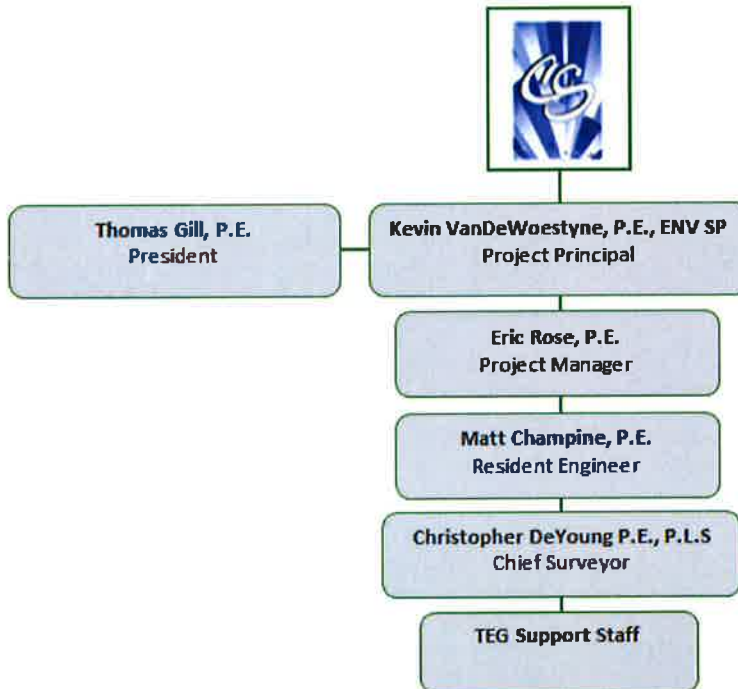 CS
Thomas Gill, P.E.
President
Kevin VanDeWoestyne, P.E., ENV SP
Project Principal
Eric Rose, P.E.
Project Manager
Matt Champine, P.E.
Resident Engineer
Christopher DeYoung P.E., P.L.S
Chief Surveyor
TEG Support Staff